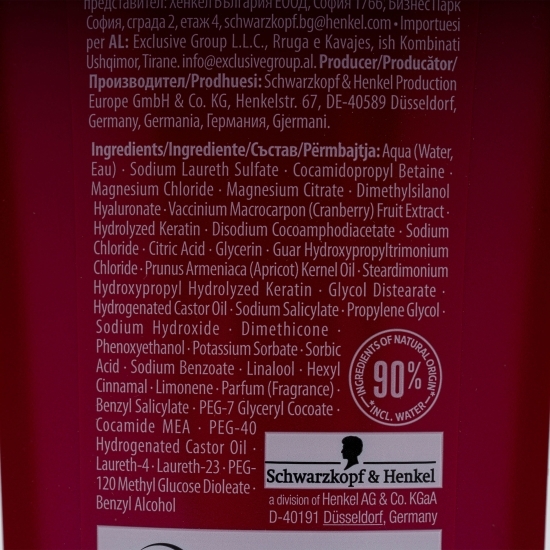 представител: Хенкел България ЕООД, София 1766, Бизнес Парк
София, сграда 2, етаж 4, schwarzkopf.bg@henkel.com • Importuesi
per AL: Exclusive Group L.L.C., Rruga e Kavajes, ish Kombinati
Ushqimor, Tirane. info@exclusivegroup.al. Producer/Producător/
Производител/Prodhuesi: Schwarzkopf & Henkel Production
Europe GmbH & Co. KG, Henkelstr. 67, DE-40589 Düsseldorf,
Germany, Germania, Германия, Gjermani.
Ingredients/Ingrediente/Състав/Përmbajtja: Aqua (Water,
Eau) · Sodium Laureth Sulfate · Cocamidopropyl Betaine ·
Magnesium Chloride · Magnesium Citrate · Dimethylsilanol
Hyaluronate · Vaccinium Macrocarpon (Cranberry) Fruit Extract ·
Hydrolyzed Keratin · Disodium Cocoamphodiacetate · Sodium
Chloride · Citric Acid · Glycerin · Guar Hydroxypropyltrimonium
Chloride · Prunus Armeniaca (Apricot) Kernel Oil · Steardimonium
Hydroxypropyl Hydrolyzed Keratin · Glycol Distearate ·
Hydrogenated Castor Oil · Sodium Salicylate · Propylene Glycol ·
Sodium Hydroxide · Dimethicone ·
Phenoxyethanol · Potassium Sorbate · Sorbic
Acid · Sodium Benzoate · Linalool · Hexyl
Cinnamal · Limonene · Parfum (Fragrance) ·
Benzyl Salicylate · PEG-7 Glyceryl Cocoate ·
Cocamide MEA · PEG-40
Hydrogenated Castor Oil ·
Laureth-4 · Laureth-23 · PEG-
120 Methyl Glucose Dioleate ·
Benzyl Alcohol
INGREDIENTS OF NATURAL ORIGIN*
90%
*INCL. WATER
Schwarzkopf & Henkel
a division of Henkel AG & Co. KGaA
D-40191 Düsseldorf, Germany